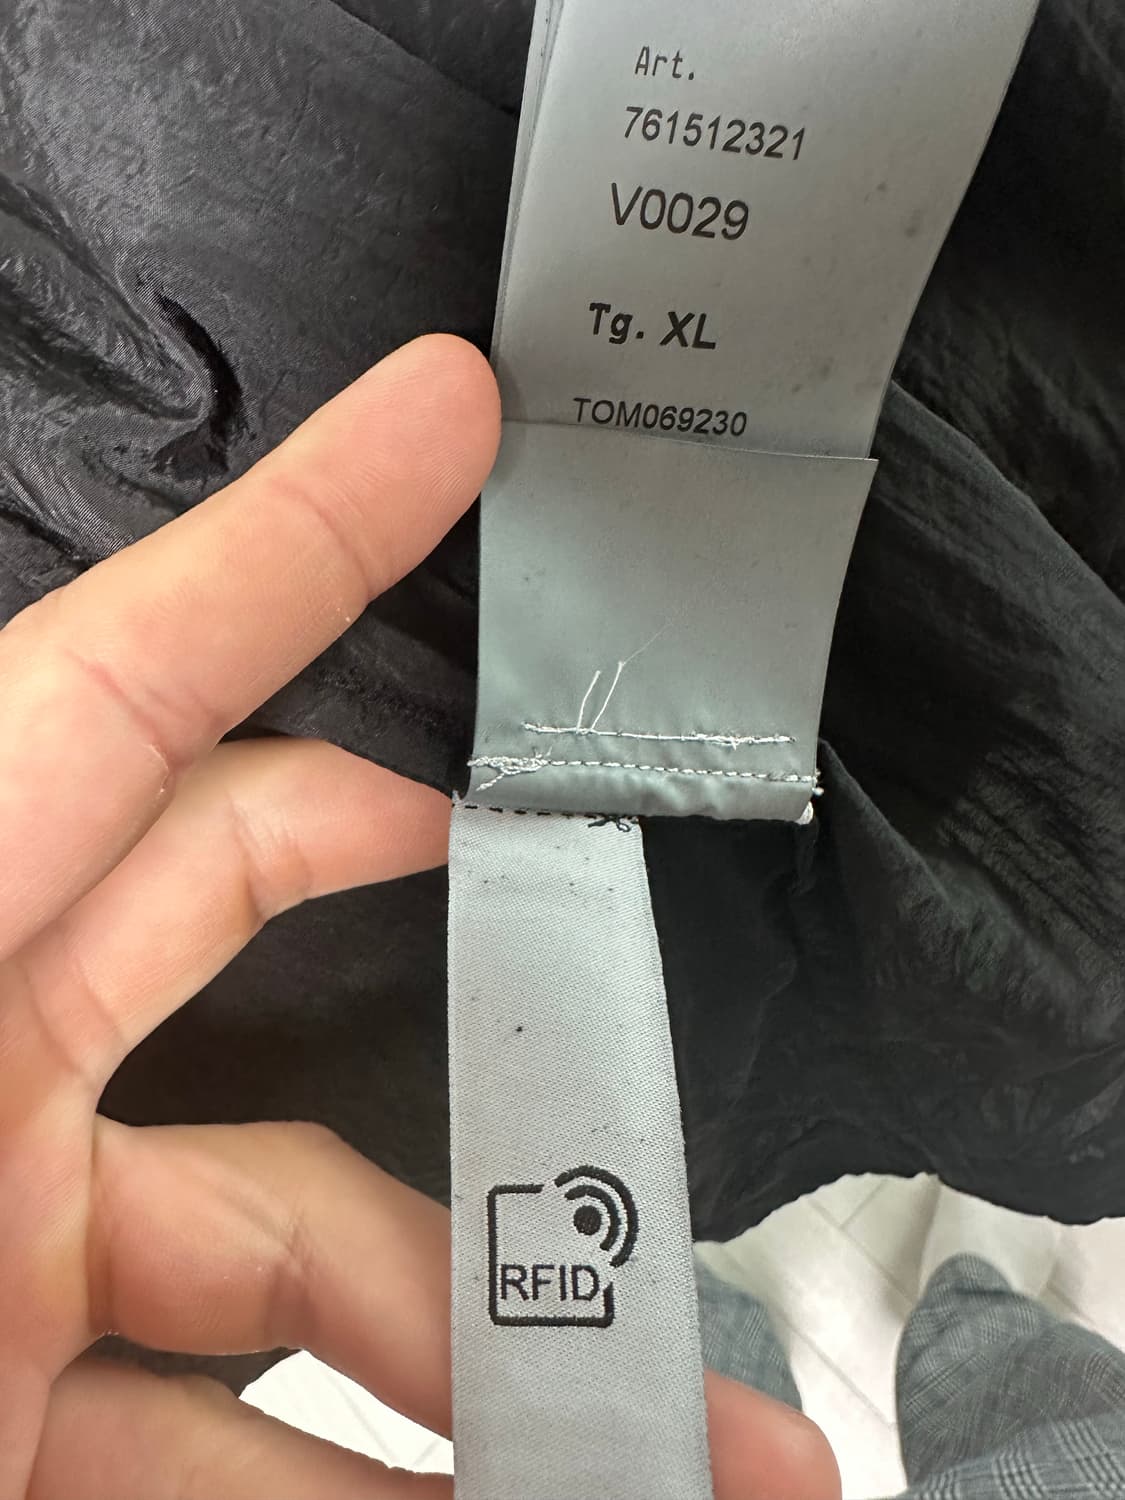 Art.
761512321
V0029
Tg. XL
TOM069230
RFID